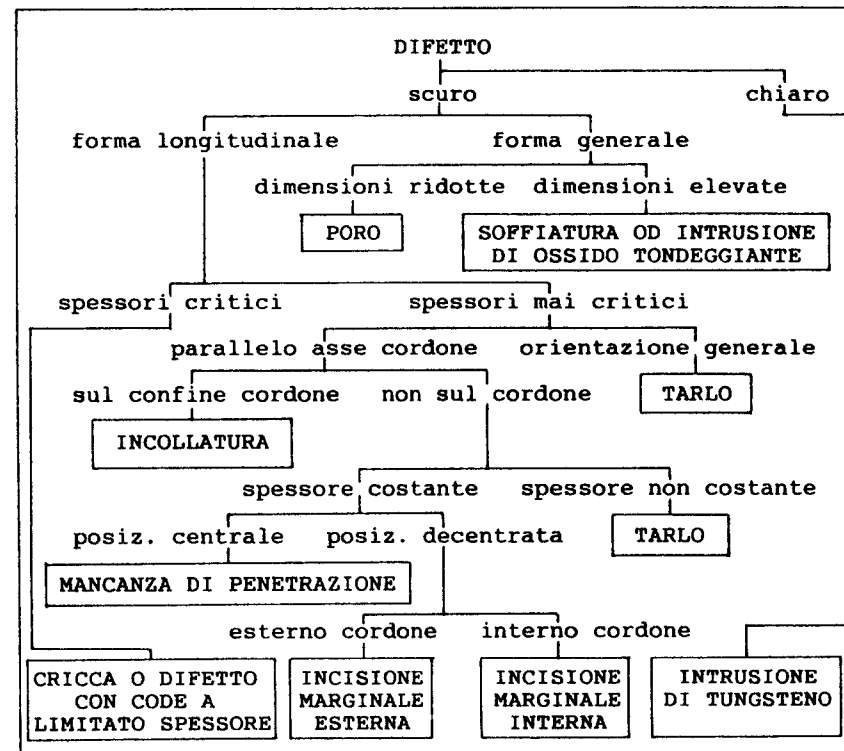 DIFETTO
scuro chiaro
forma longitudinale forma generale
dimensioni ridotte dimensioni elevate
PORO
SOFFIATURA OD INTRUSIONE
DI OSSIDO TONDEGGIANTE
spessori critici spessori mai critici
parallelo asse cordone orientazione generale
sul confine cordone non sul cordone
TARLO
INCOLLATURA
spessore costante spessore non costante
posiz. centrale posiz. decentrata
TARLO
MANCANZA DI PENETRAZIONE
esterno cordone interno cordone
CRICCA O DIFETTO
CON CODE A
LIMITATO SPESSORE
INCISIONE
MARGINALE
ESTERNA
INCISIONE
MARGINALE
INTERNA
INTRUSIONE
DI TUNGSTENO